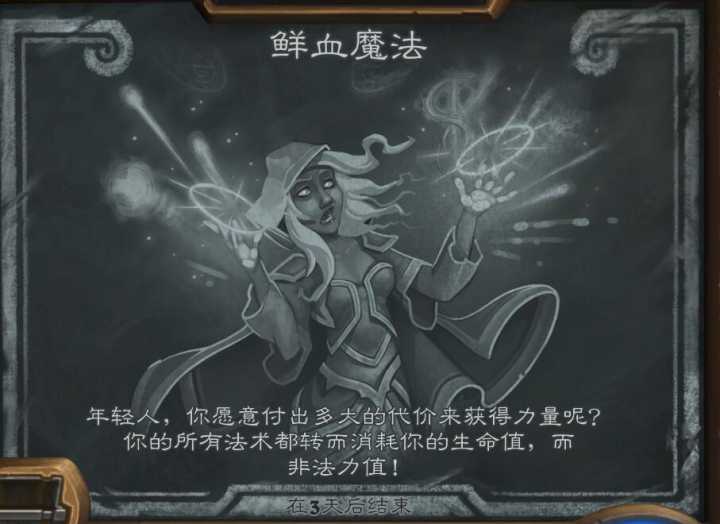 鲜血魔法
年轻人，你愿意付出多大的代价来获得力量呢？
你的所有法术都转而消耗你的生命值，而
非法力值！
在3天后结束